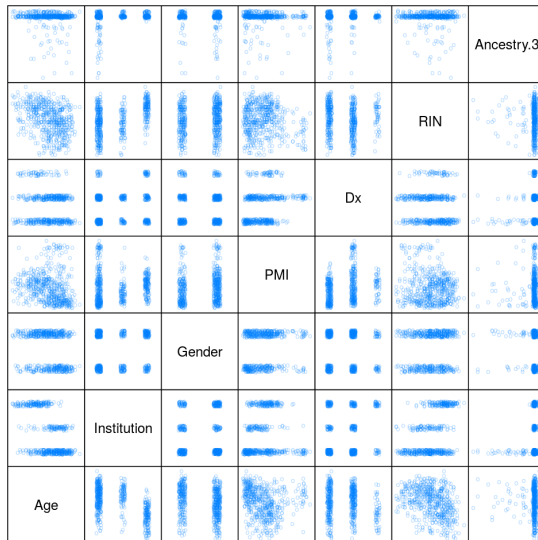 Ancestry.3
RIN
Dx
PMI
Gender
Institution
Age